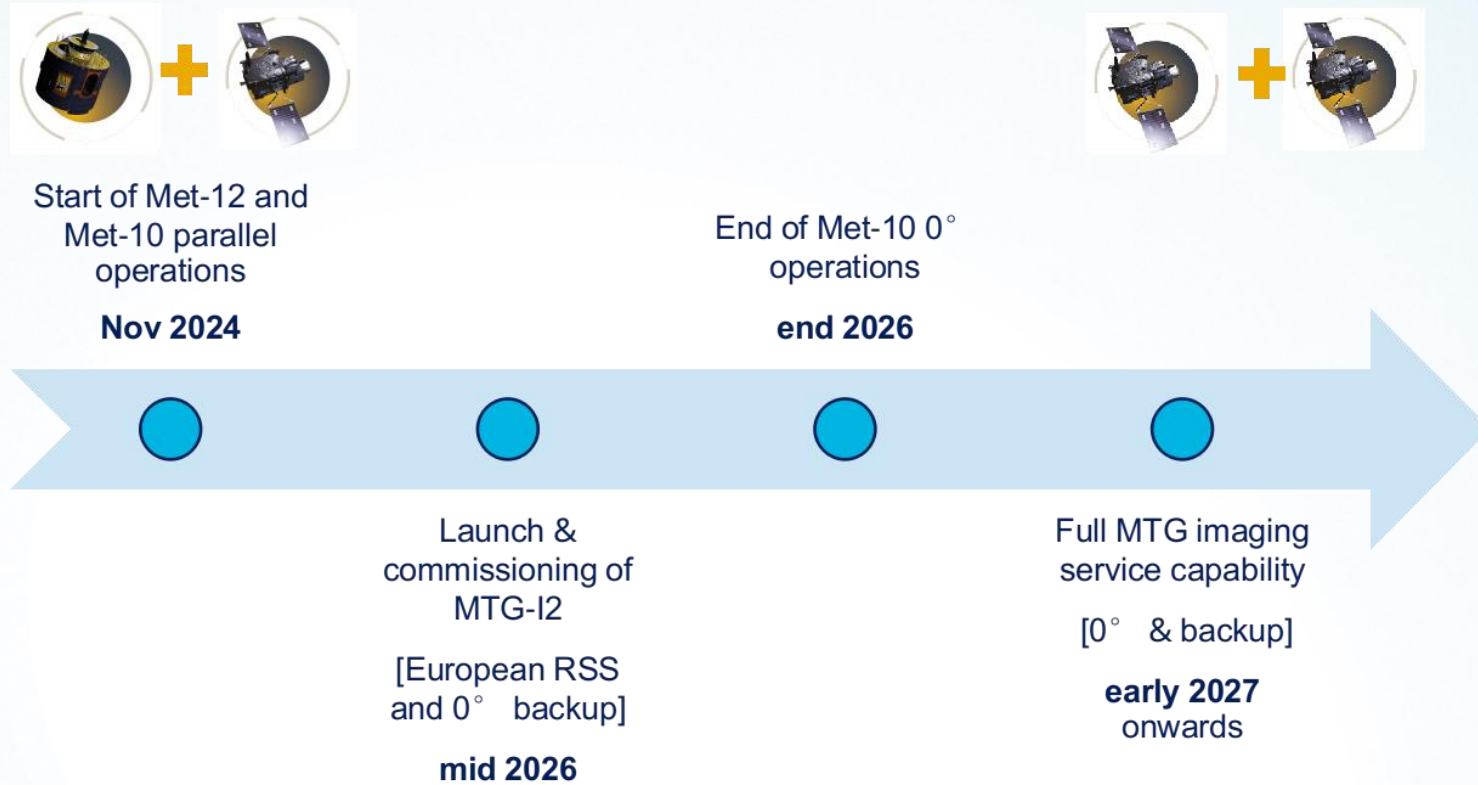 Start of Met-12 and
Met-10 parallel
operations
Nov 2024
Launch &
commissioning of
MTG-I2
[European RSS
and 0° backup]
mid 2026
End of Met-10 0°
operations
end 2026
Full MTG imaging
service capability
[0° & backup]
early 2027
onwards